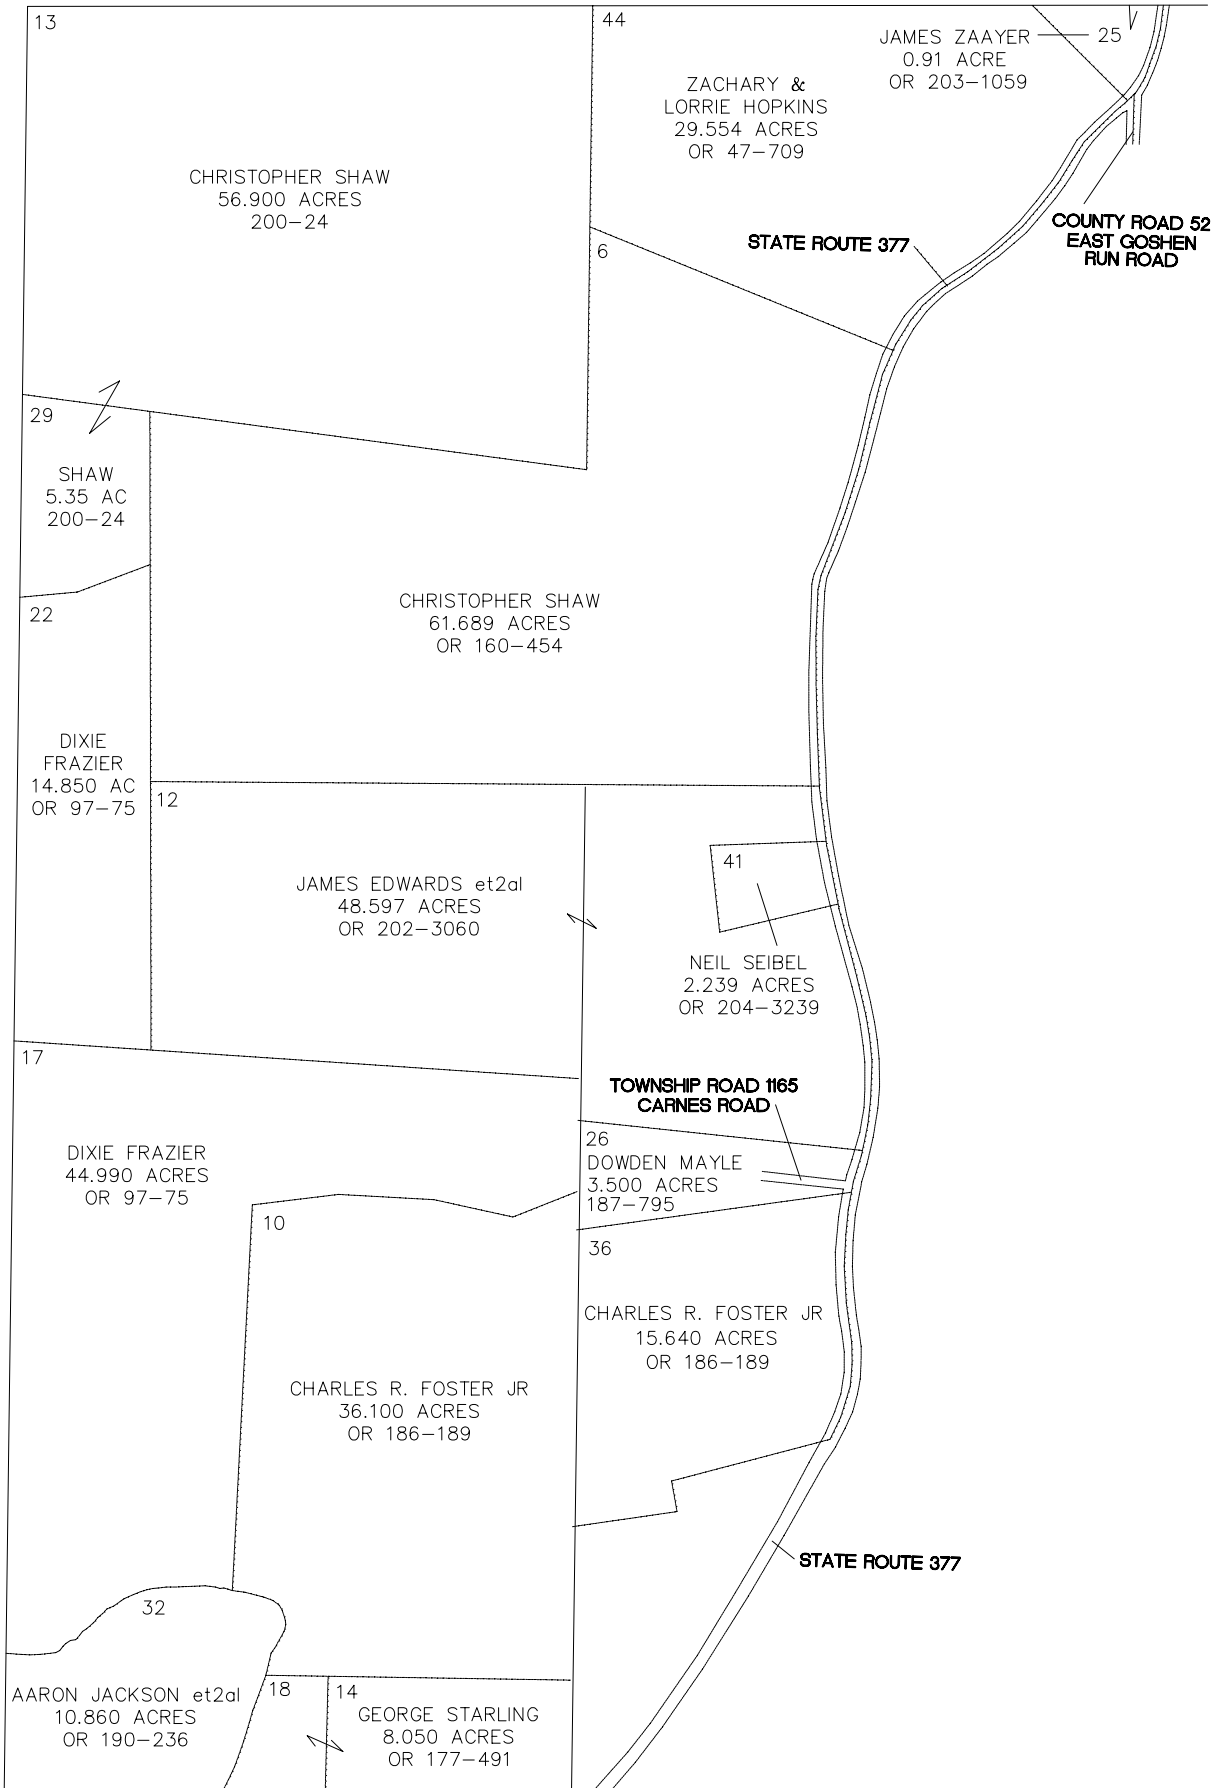 13
44
JAMES ZAAYER
25
0.91 ACRE
OR 203-1059
ZACHARY &
LORRIE HOPKINS
29.554 ACRES
OR 47-709
CHRISTOPHER SHAW
56.900 ACRES
200-24
COUNTY ROAD 52
EAST GOSHEN
RUN ROAD
STATE ROUTE 377
6
29
SHAW
5.35 AC
200-24
22
CHRISTOPHER SHAW
61.689 ACRES
OR 160-454
DIXIE
FRAZIER
14.850 AC
OR 97-75
12
41
JAMES EDWARDS et2al
48.597 ACRES
OR 202-3060
NEIL SEIBEL
2.239 ACRES
OR 204-3239
17
TOWNSHIP ROAD 1165
CARNES ROAD
26
DOWDEN MAYLE
3.500 ACRES
187-795
DIXIE FRAZIER
44.990 ACRES
OR 97-75
10
36
CHARLES R. FOSTER JR
15.640 ACRES
OR 186-189
CHARLES R. FOSTER JR
36.100 ACRES
OR 186-189
STATE ROUTE 377
32
AARON JACKSON et2al
10.860 ACRES
OR 190-236
18
14
GEORGE STARLING
8.050 ACRES
OR 177-491